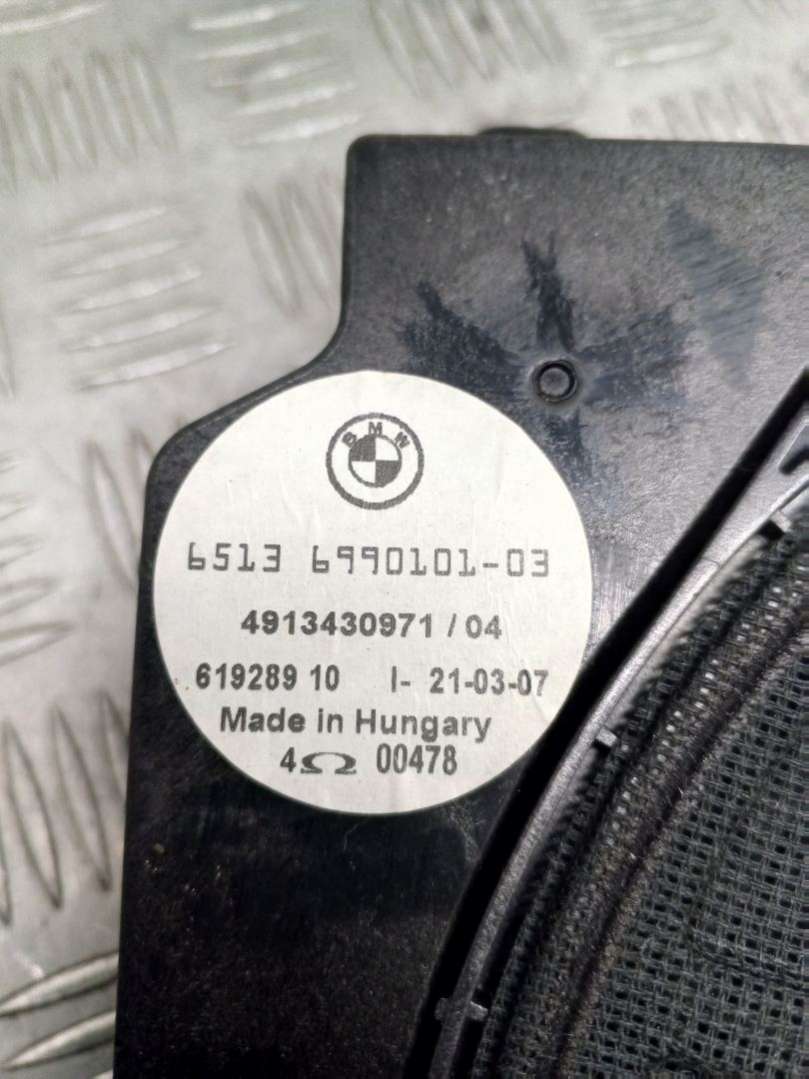 BMW
6513 6990101-03
4913430971 / 04
619289 10 I- 21-03-07
Made in Hungary
4Ω 00478